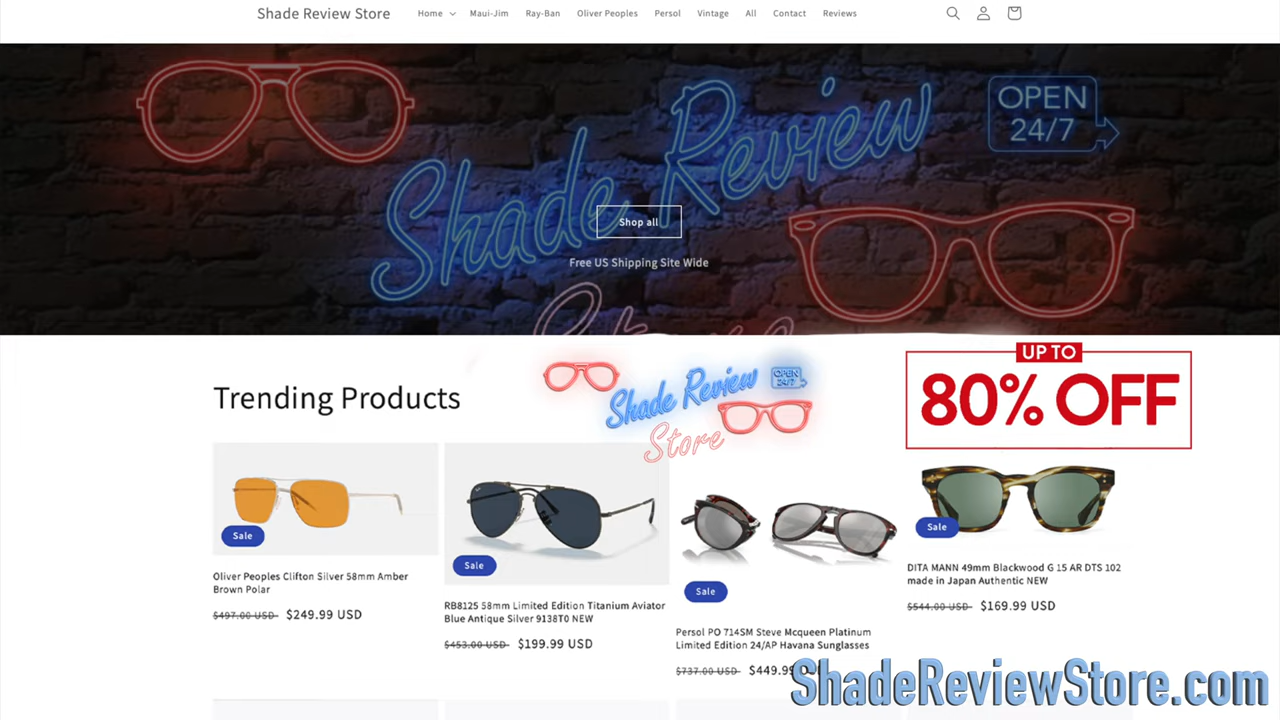 Shade Review Store
Home
Maui-Jim
Ray-Ban
Oliver Peoples
Persol
Vintage
All
Contact
Reviews
OPEN
24/7
Shade Review
Shop all
Free US Shipping Site Wide
Store
UP TO
80% OFF
Trending Products
OPEN
24/7
Shade Review
Store
Sale
Oliver Peoples Clifton Silver 58mm Amber
Brown Polar
$497.00 USD $249.99 USD
Sale
RB8125 58mm Limited Edition Titanium Aviator
Blue Antique Silver 9138T0 NEW
$453.00 USD $199.99 USD
Sale
Persol PO 714SM Steve Mcqueen Platinum
Limited Edition 24/AP Havana Sunglasses
$737.00 USD $449.99
Sale
DITA MANN 49mm Blackwood G 15 AR DTS 102
made in Japan Authentic NEW
$544.00 USD $169.99 USD
ShadeReviewStore.com